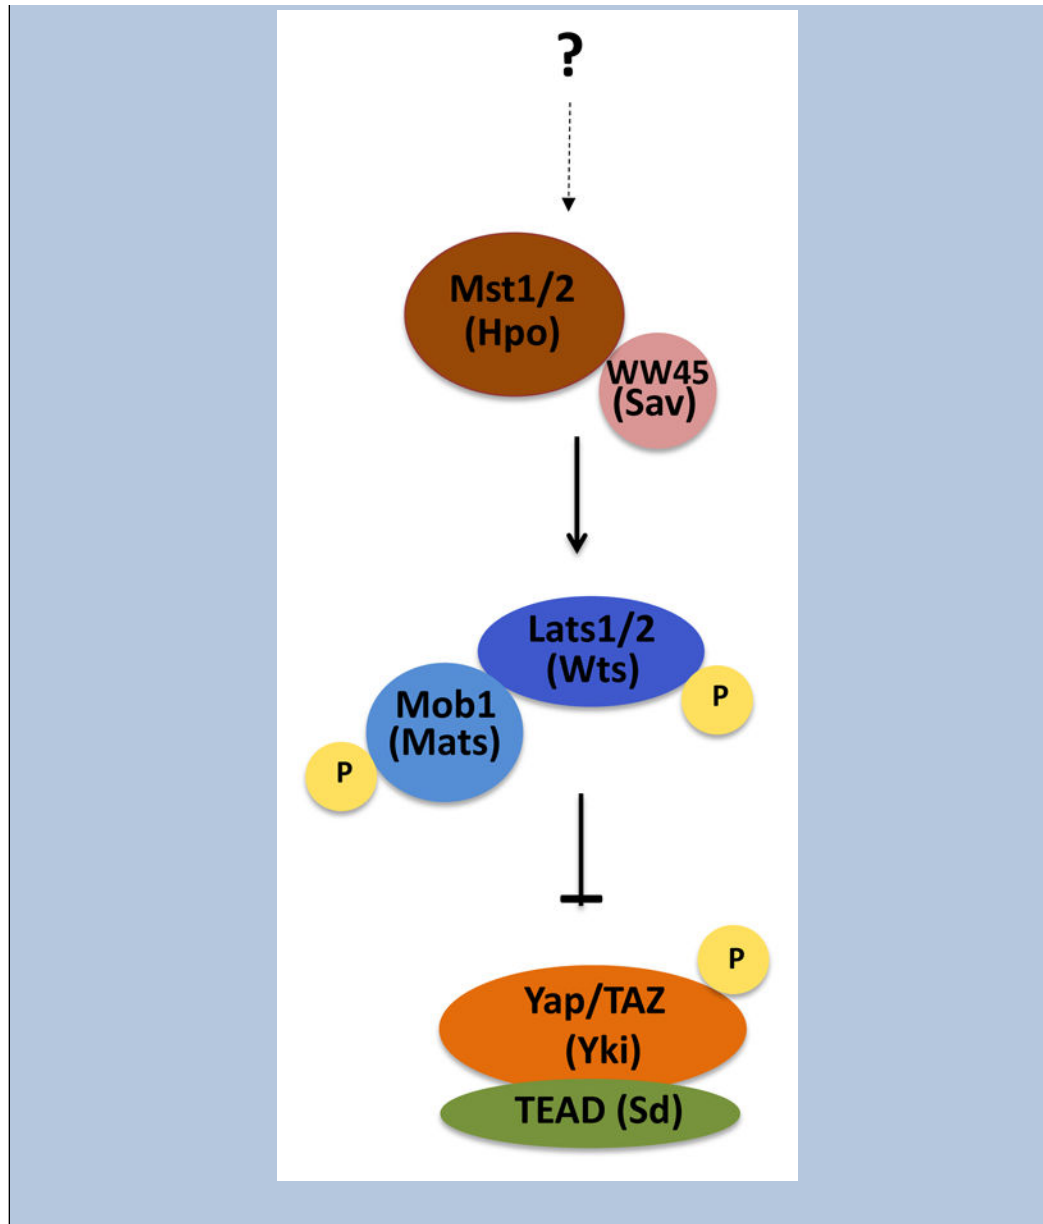 ?
Mst1/2
(Hpo)
WW45
(Sav)
Lats1/2
(Wts)
P
Mob1
(Mats)
P
P
Yap/TAZ
(Yki)
TEAD (Sd)